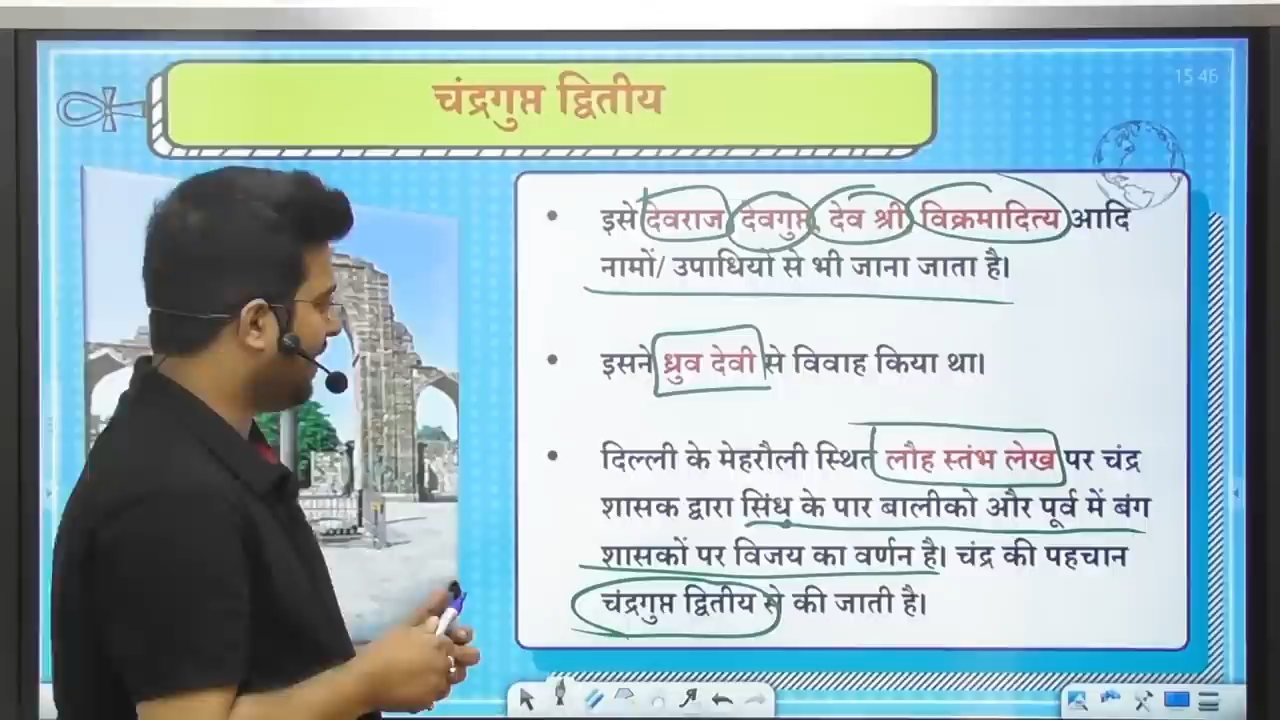 चंद्रगुप्त द्वितीय
15 46
इसे देवराज देवगुप्त, देव श्री विक्रमादित्य आदि
नामों/ उपाधियों से भी जाना जाता है।
इसने ध्रुव देवी से विवाह किया था।
दिल्ली के मेहरौली स्थित लौह स्तंभ लेख पर चंद्र
शासक द्वारा सिंध के पार बालीको और पूर्व में बंग
शासकों पर विजय का वर्णन है। चंद्र की पहचान
चंद्रगुप्त द्वितीय से की जाती है।